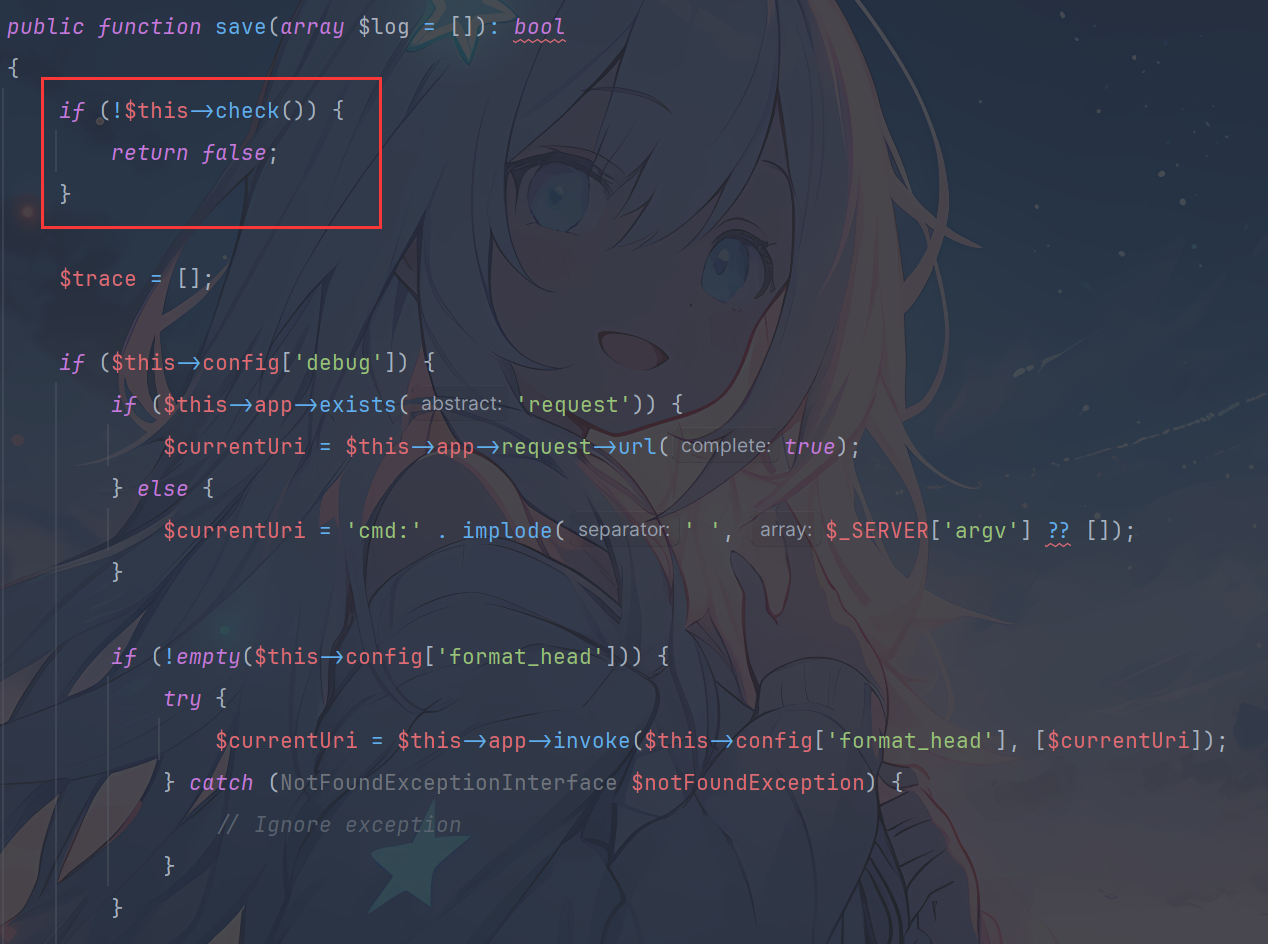 public function save(array $log = []): bool
{
if (!$this->check()) {
return false;
}
$trace = [];
if ($this->config['debug']) {
if ($this->app->exists( abstract: 'request')) {
$currentUri = $this->app->request->url( complete: true);
} else {
$currentUri = 'cmd:' . implode( separator: ' ', array: $_SERVER['argv'] ?? []);
}
if (!empty($this->config['format_head'])) {
try {
$currentUri = $this->app->invoke($this->config['format_head'], [$currentUri]);
} catch (NotFoundExceptionInterface $notFoundException) {
// Ignore exception
}
}